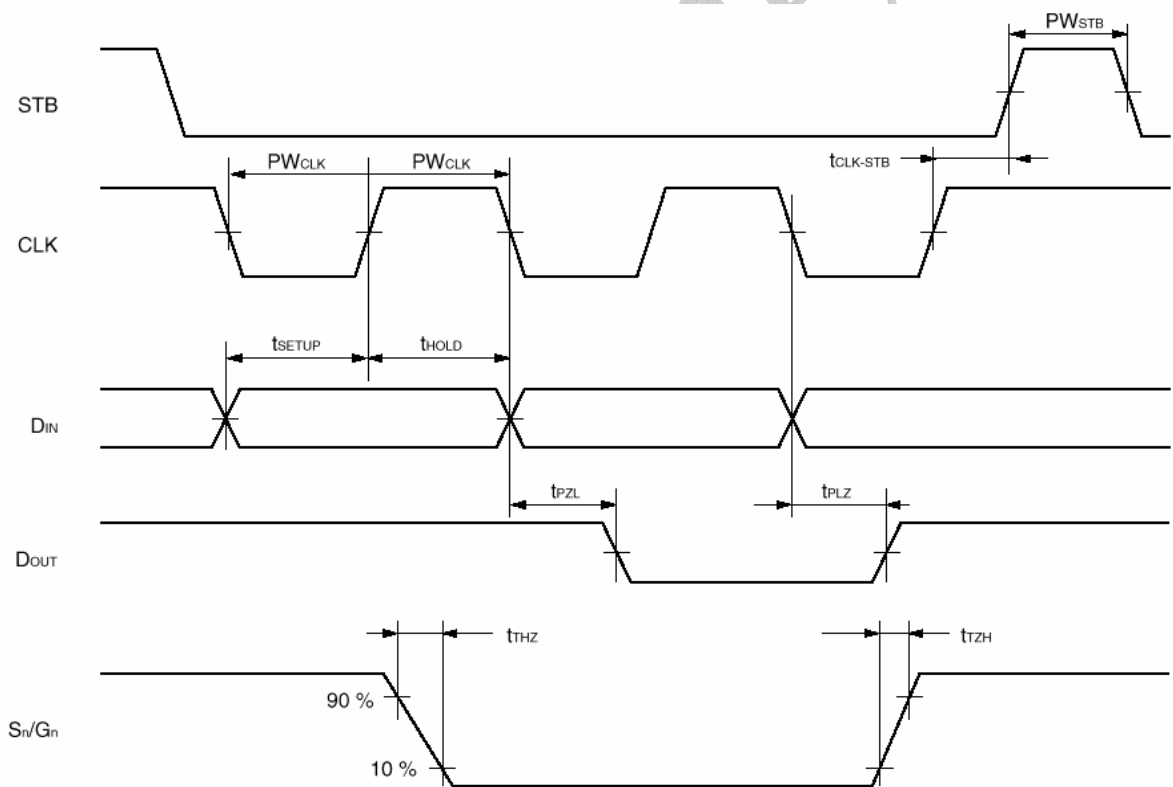 PWSTB
STB
tCLK-STB
PWCLK PWCLK
CLK
tSETUP tHOLD
DIN
tPZL tPLZ
DOUT
tTHZ tTZH
90 %
Sn/Gn
10 %